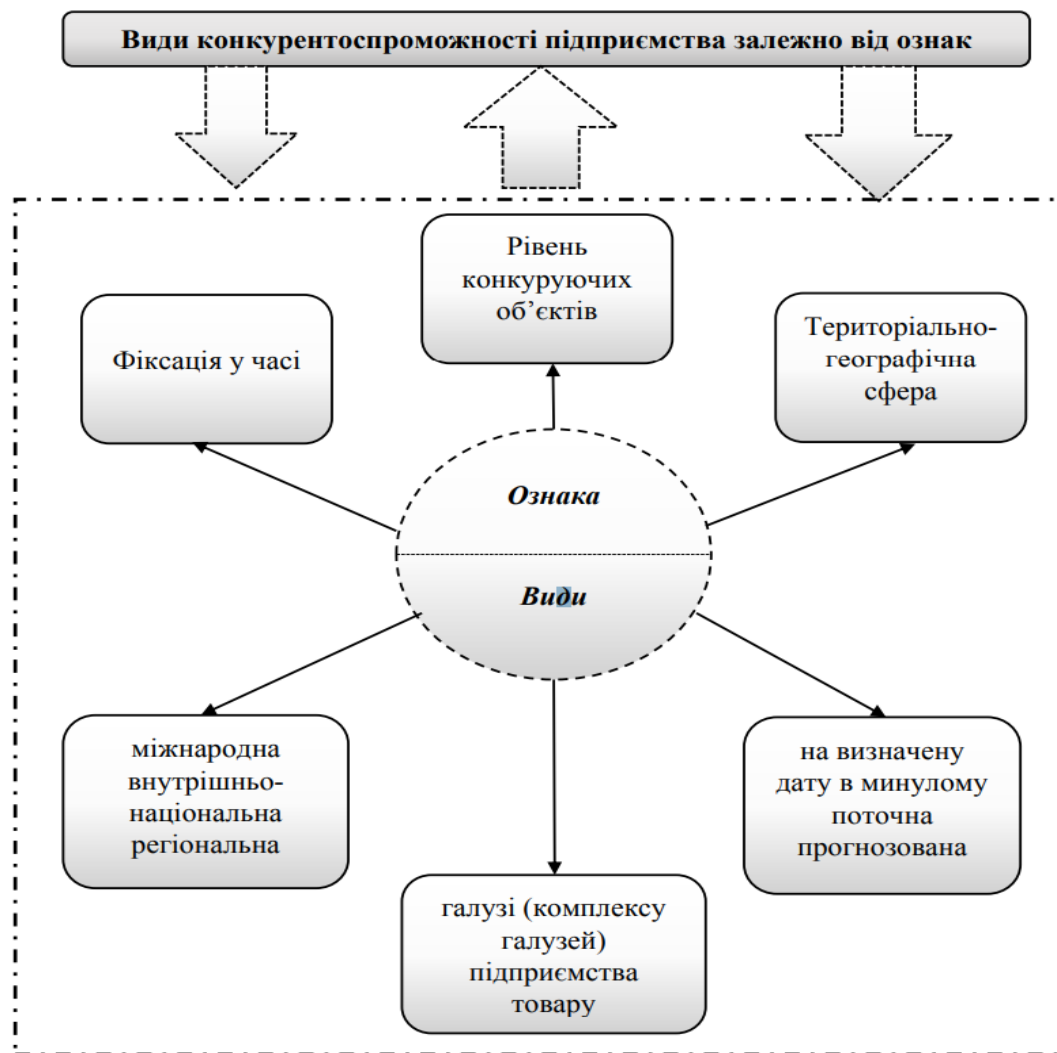 Види конкурентоспроможності підприємства залежно від ознак
Рівень
конкуруючих
об’єктів
Фіксація у часі
Територіально-
географічна
сфера
Ознака
Види
міжнародна
внутрішньо-
національна
регіональна
на визначену
дату в минулому
поточна
прогнозована
галузі (комплексу
галузей)
підприємства
товару